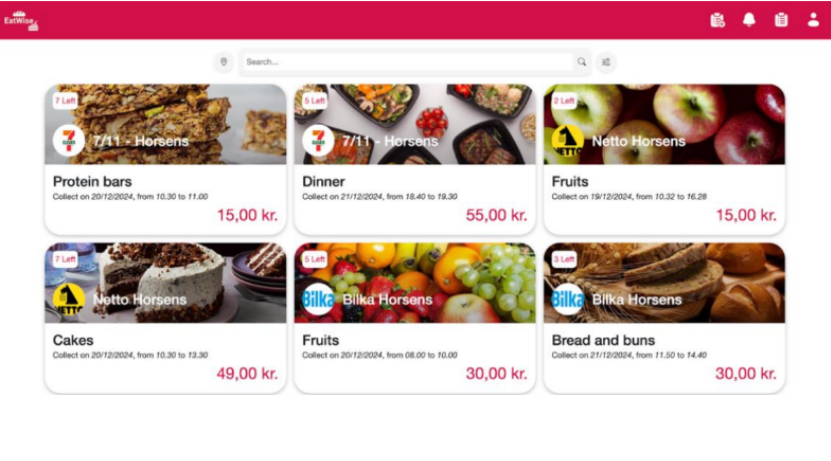 EatWise
Search...
7 Left
7/11 - Horsens
Protein bars
Collect on 20/12/2024, from 10.30 to 11.00
15,00 kr.
5 Left
7/11 - Horsens
Dinner
Collect on 21/12/2024, from 18.40 to 19.30
55,00 kr.
2 Left
NETTO
Netto Horsens
Fruits
Collect on 19/12/2024, from 10.32 to 16.28
15,00 kr.
7 Left
NETTO
Netto Horsens
Cakes
Collect on 20/12/2024, from 10.30 to 13.30
49,00 kr.
5 Left
Bilka
Bilka Horsens
Fruits
Collect on 20/12/2024, from 08.00 to 10.00
30,00 kr.
3 Left
Bilka
Bilka Horsens
Bread and buns
Collect on 21/12/2024, from 11.50 to 14.40
30,00 kr.